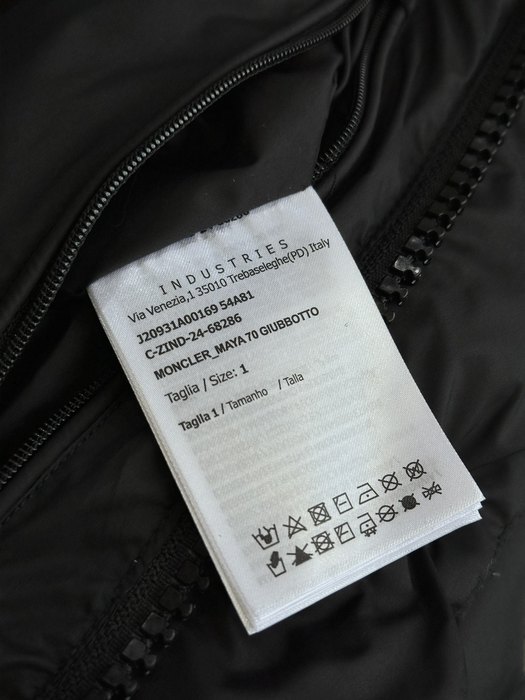 INDUSTRIES
Via Venezia,1 35010 Trebaseleghe(PD) Italy
J20931A00169 54A81
C-ZIND-24-68286
MONCLER_MAYA 70 GIUBBOTTO
Taglia / Size: 1
Taglia 1 / Tamanho / Talla